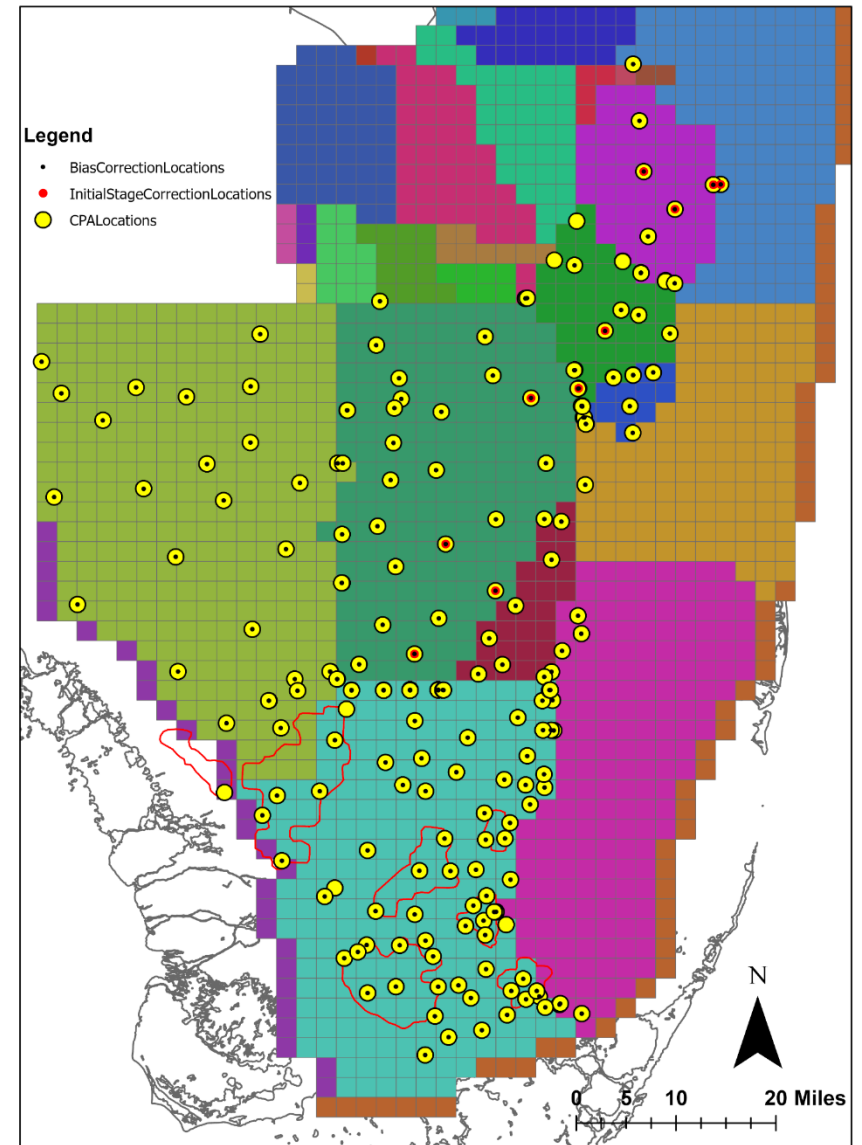 Legend
BiasCorrectionLocations
InitialStageCorrectionLocations
CPALocations
N
0 5 10 20 Miles